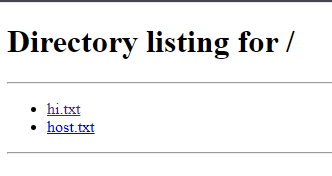 Directory listing for /
hi.txt
host.txt